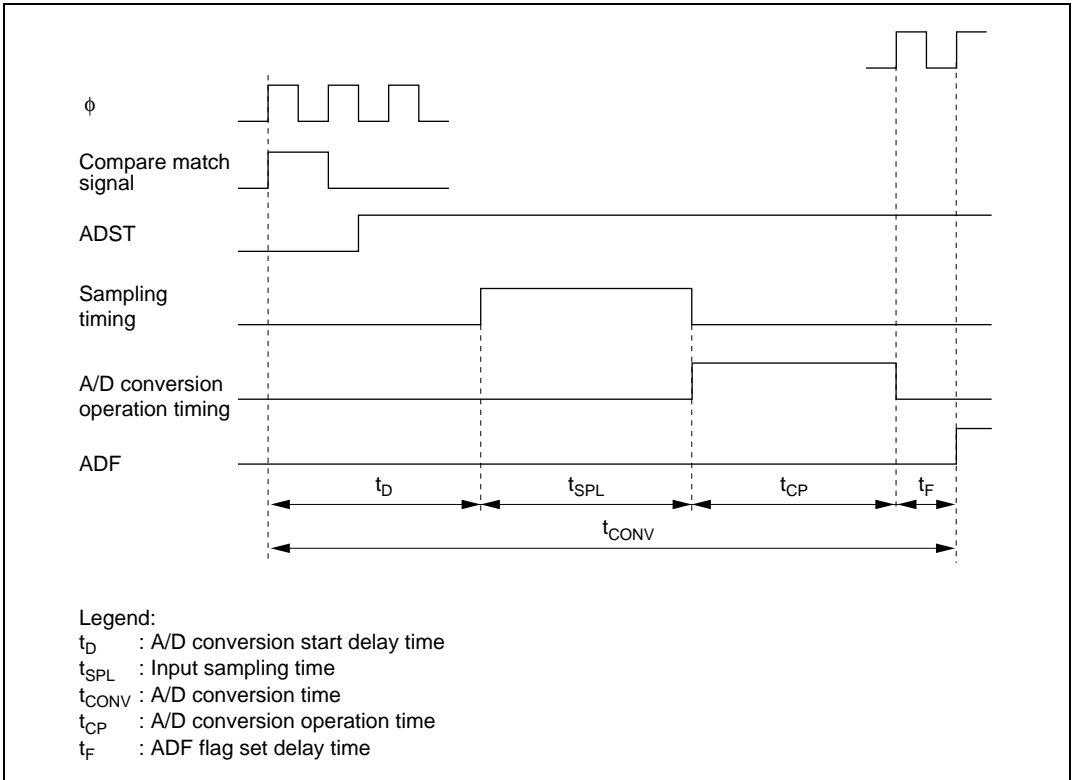 ϕ
Compare match
signal
ADST
Sampling
timing
A/D conversion
operation timing
ADF
tD tSPL tCP tF
tCONV
Legend:
tD : A/D conversion start delay time
tSPL : Input sampling time
tCONV : A/D conversion time
tCP : A/D conversion operation time
tF : ADF flag set delay time